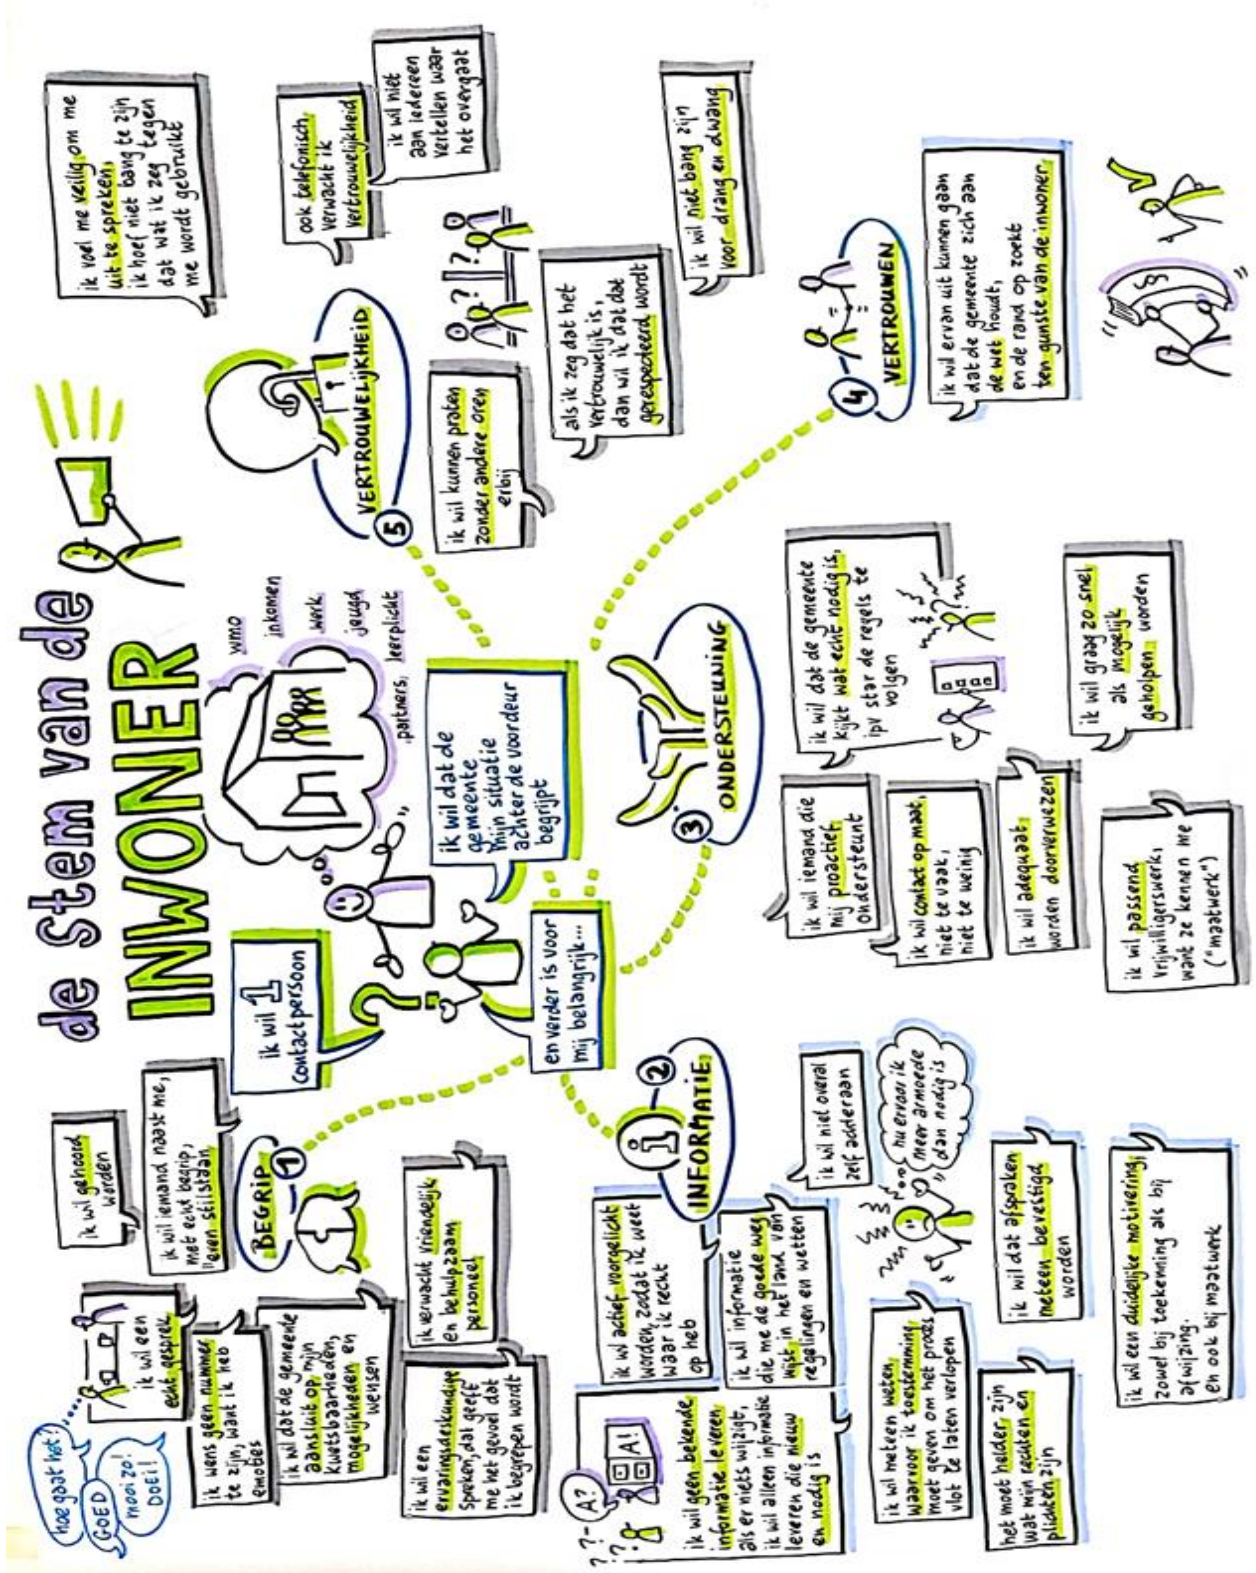 de stem van de
INWONER
ik wil 1
contactpersoon
wmo
inkomen
werk
jeugd
leerplicht
partners,
ik wil dat de
gemeente
mijn situatie
achter de voordeur
begrijpt
en verder is voor
mij belangrijk...
BEGRIP 1
hoe gaat het?
GOED
mooi zo!
DOEI!
ik wil een
echt gesprek
ik wil gehoord
worden
ik wil iemand naast me,
met echt begrip,
"even stilstaan"
ik wens geen nummer
te zijn, want ik heb
emoties
ik wil dat de gemeente
aansluit op mijn
kwetsbaarheden,
mogelijkheden en
wensen
ik wil een
ervaringsdeskundige
spreken, dat geeft
me het gevoel dat
ik begrepen wordt
ik verwacht vriendelijk
en behulpzaam
personeel
2
i
INFORMATIE
? ? ? - A?
A!
ik wil geen bekende
informatie leveren,
als er niets wijzigt,
ik wil alleen informatie
leveren die nieuw
en nodig is
ik wil actief voorgelicht
worden, zodat ik weet
waar ik recht
op heb
ik wil informatie
die me de goede weg
wijst in het land van
regelingen en wetten
ik wil niet overal
zelf achteraan
nu ervaar ik
meer armoede
dan nodig is
ik wil meteen weten,
waarvoor ik toestemming
moet geven om het proces
vlot te laten verlopen
het moet helder zijn
wat mijn rechten en
plichten zijn
ik wil dat afspraken
meteen bevestigd
worden
ik wil een duidelijke motivering,
zowel bij toekenning als bij
afwijzing.
en ook bij maatwerk
3
ONDERSTEUNING
ik wil iemand die
mij proactief
ondersteunt
ik wil dat de gemeente
kijkt wat echt nodig is,
ipv star de regels te
volgen
ik wil contact op maat,
niet te vaak,
niet te weinig
ik wil adequaat
worden doorverwezen
ik wil graag zo snel
als mogelijk
geholpen worden
ik wil passend
vrijwilligerswerk,
want ze kennen me
("maatwerk")
4
VERTROUWEN
ik wil niet bang zijn
voor drang en dwang
ik wil ervan uit kunnen gaan
dat de gemeente zich aan
de wet houdt,
en de rand op zoekt
ten gunste van de inwoner
§
5
VERTROUWELIJKHEID
ik voel me veilig om me
uit te spreken,
ik hoef niet bang te zijn
dat wat ik zeg tegen
me wordt gebruikt
ook telefonisch
verwacht ik
vertrouwelijkheid
ik wil niet
aan iedereen
vertellen waar
het overgaat
ik wil kunnen praten
zonder andere oren
erbij
? ?
als ik zeg dat het
vertrouwelijk is,
dan wil ik dat dat
gerespecteerd wordt